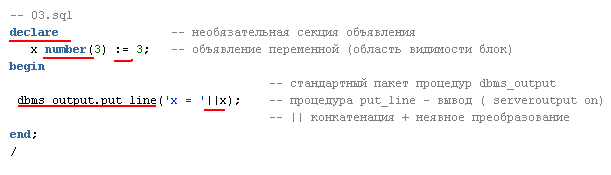 -- 03.sql
declare -- необязательная секция объявления
x number(3) := 3; -- объявление переменной (область видимости блок)
begin
-- стандартный пакет процедур dbms_output
dbms_output.put_line('x = '||x); -- процедура put_line - вывод ( serveroutput on)
-- || конкатенация + неявное преобразование
end;
/